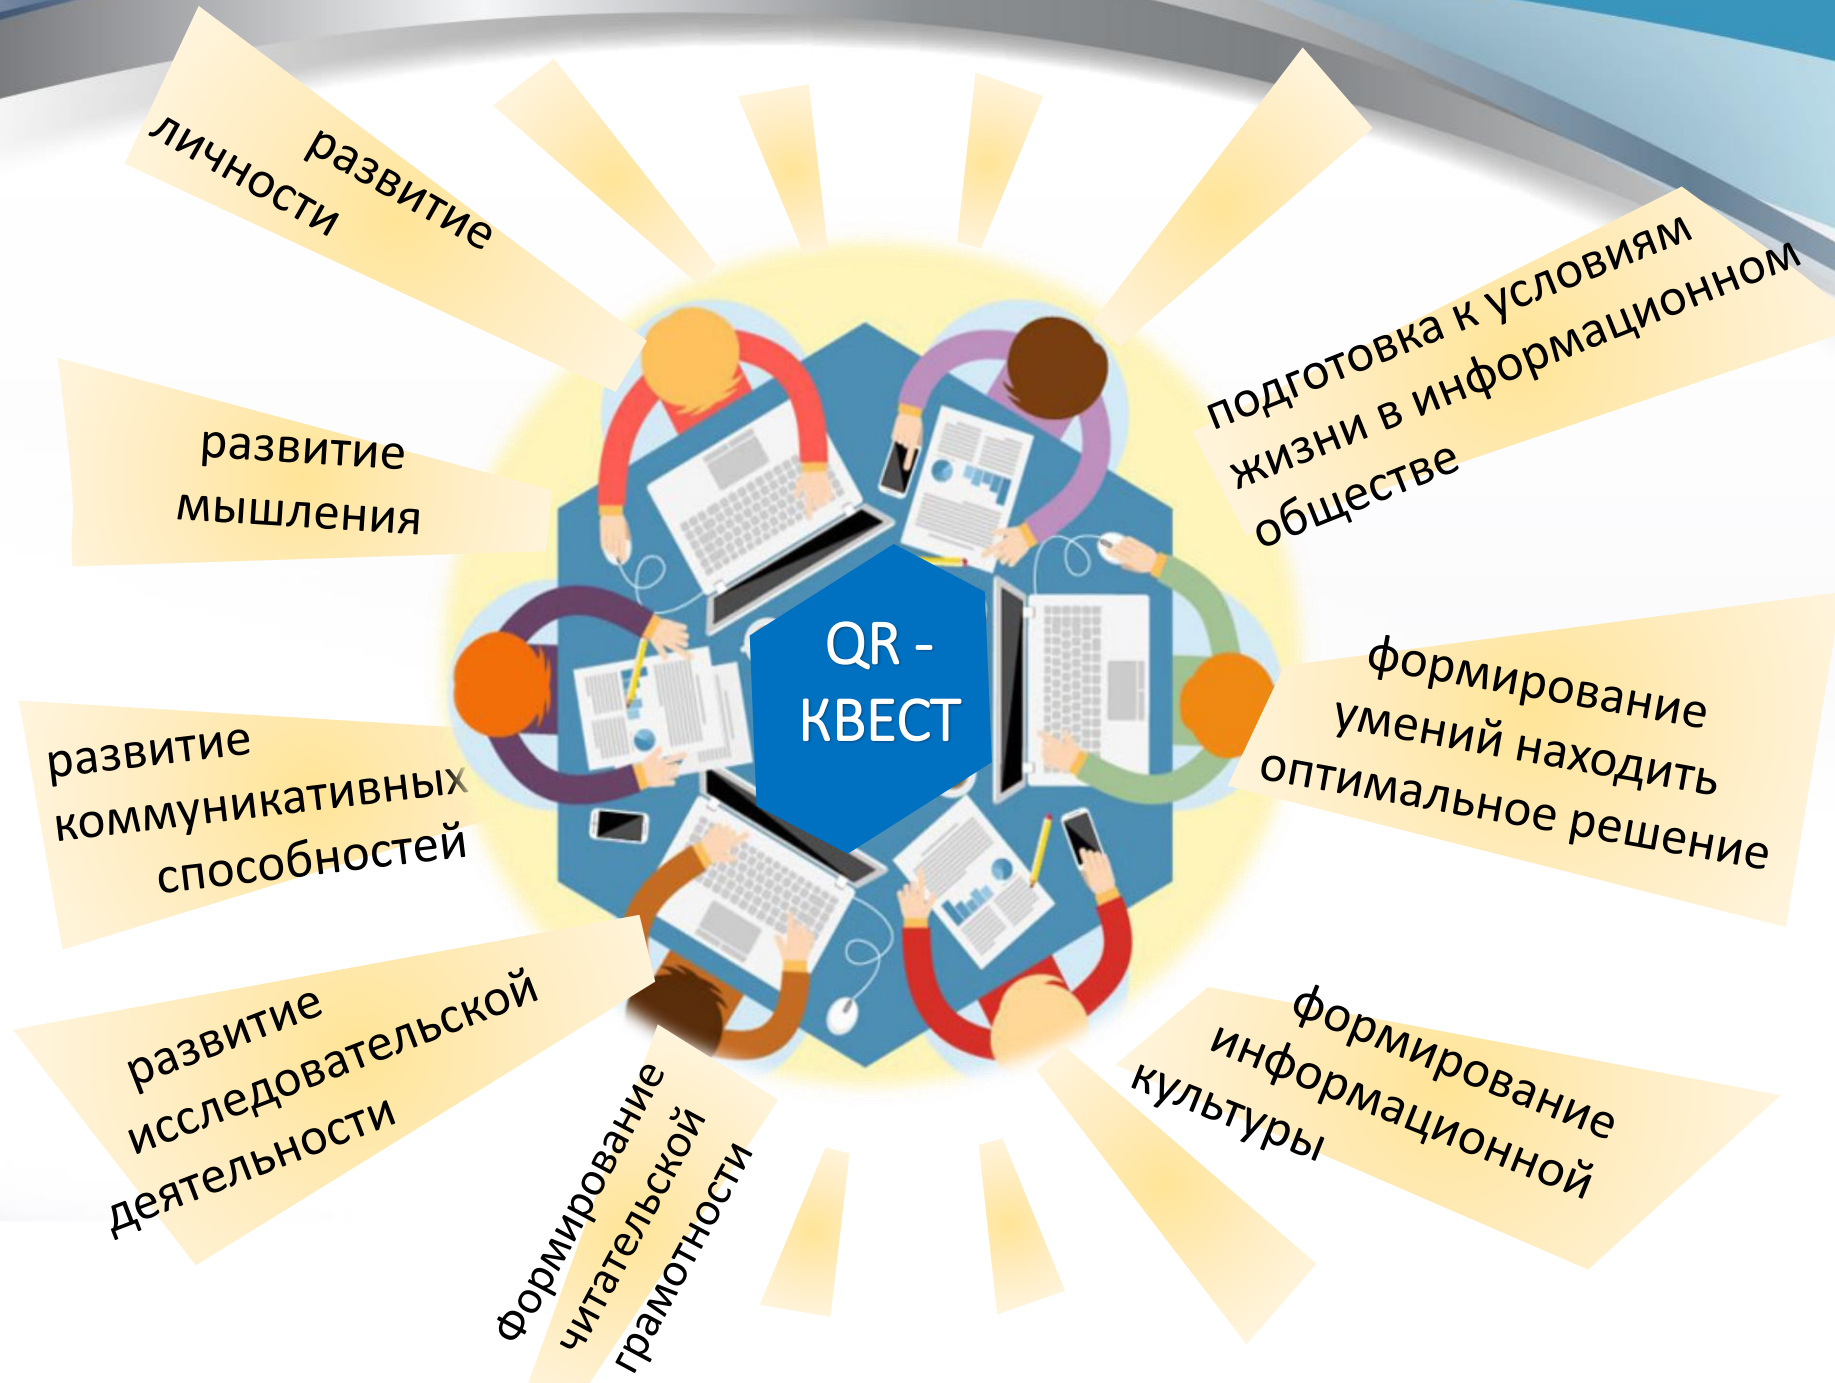 развитие
личности
развитие
мышления
развитие
коммуникативных
способностей
развитие
исследовательской
деятельности
Формирование
читательской
грамотности
QR -
КВЕСТ
подготовка к условиям
жизни в информационном
обществе
формирование
умений находить
оптимальное решение
формирование
информационной
культуры